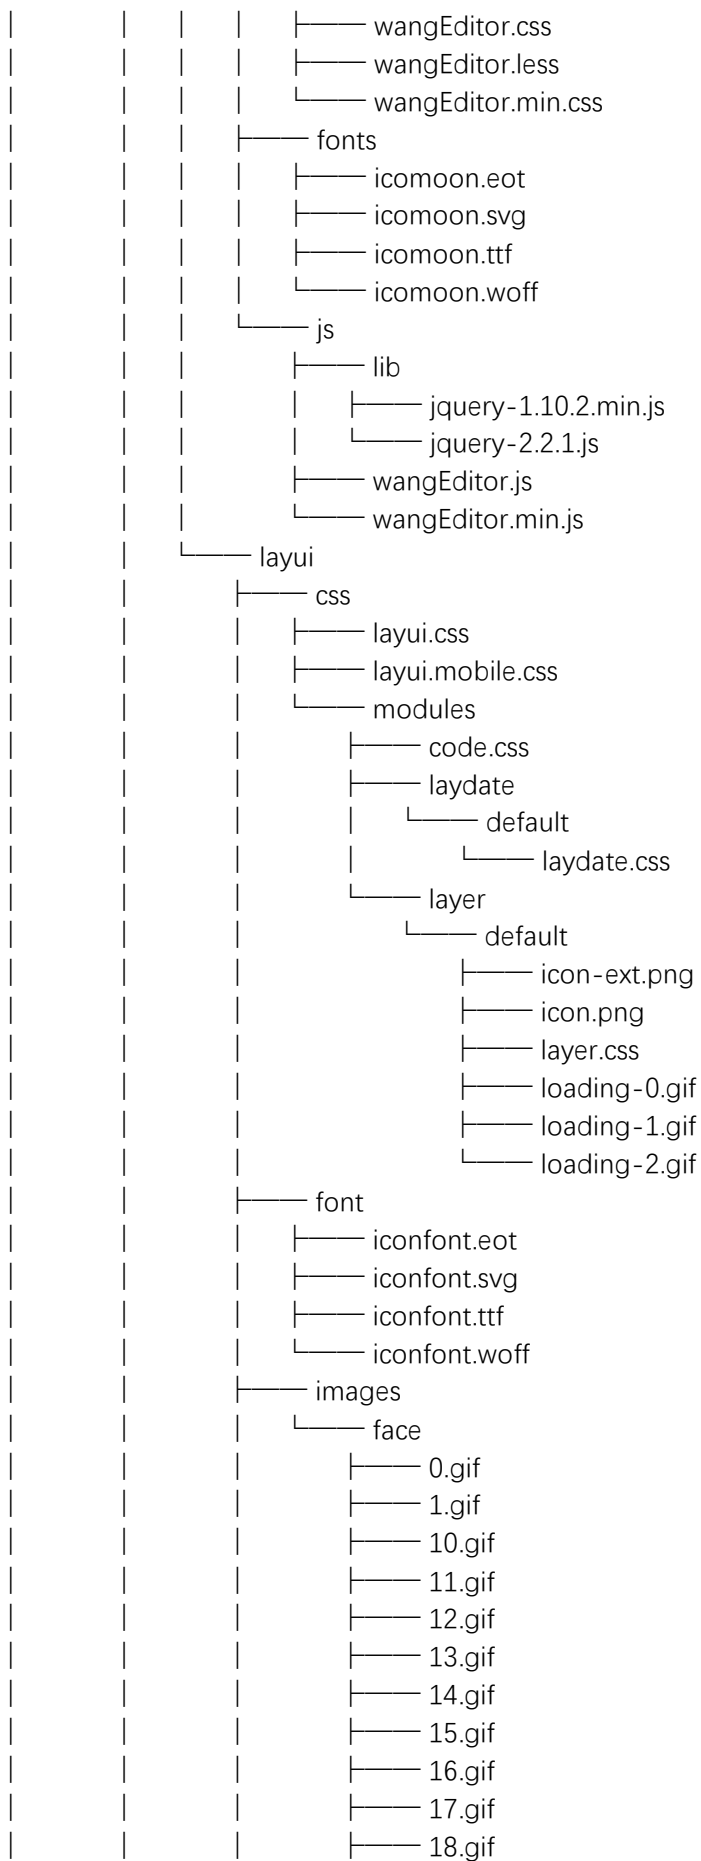 │ │ │ │ ├── wangEditor.css
│ │ │ │ ├── wangEditor.less
│ │ │ │ └── wangEditor.min.css
│ │ │ ├── fonts
│ │ │ │ ├── icomoon.eot
│ │ │ │ ├── icomoon.svg
│ │ │ │ ├── icomoon.ttf
│ │ │ │ └── icomoon.woff
│ │ │ └── js
│ │ │ ├── lib
│ │ │ │ ├── jquery-1.10.2.min.js
│ │ │ │ └── jquery-2.2.1.js
│ │ │ ├── wangEditor.js
│ │ │ └── wangEditor.min.js
│ │ └── layui
│ │ ├── css
│ │ │ ├── layui.css
│ │ │ ├── layui.mobile.css
│ │ │ └── modules
│ │ │ ├── code.css
│ │ │ ├── laydate
│ │ │ │ └── default
│ │ │ │ └── laydate.css
│ │ │ └── layer
│ │ │ └── default
│ │ │ ├── icon-ext.png
│ │ │ ├── icon.png
│ │ │ ├── layer.css
│ │ │ ├── loading-0.gif
│ │ │ ├── loading-1.gif
│ │ │ └── loading-2.gif
│ │ ├── font
│ │ │ ├── iconfont.eot
│ │ │ ├── iconfont.svg
│ │ │ ├── iconfont.ttf
│ │ │ └── iconfont.woff
│ │ ├── images
│ │ │ └── face
│ │ │ ├── 0.gif
│ │ │ ├── 1.gif
│ │ │ ├── 10.gif
│ │ │ ├── 11.gif
│ │ │ ├── 12.gif
│ │ │ ├── 13.gif
│ │ │ ├── 14.gif
│ │ │ ├── 15.gif
│ │ │ ├── 16.gif
│ │ │ ├── 17.gif
│ │ │ ├── 18.gif